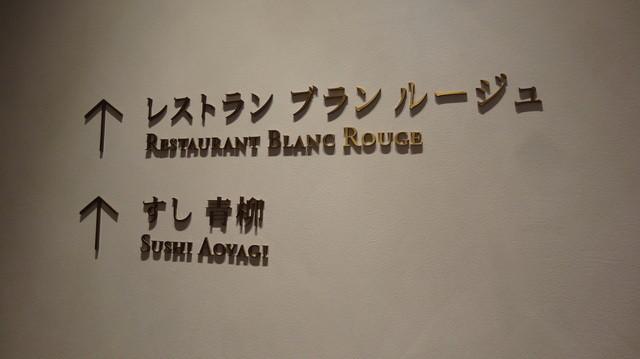 レストラン ブラン ルージュ
RESTAURANT BLANC ROUGE
すし 青柳
SUSHI AOYAGI